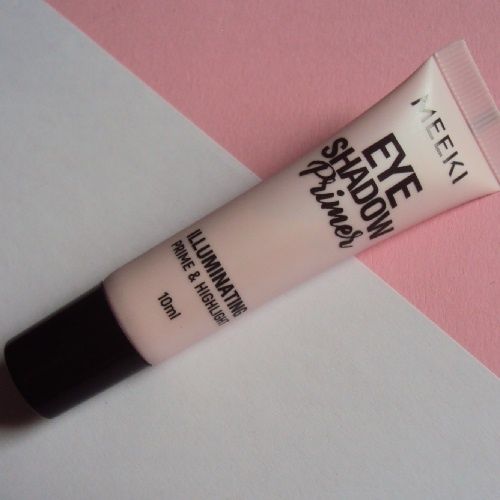 MEEKI
EYE
SHADOW
Primer
ILLUMINATING
PRIME & HIGHLIGHT
10ml